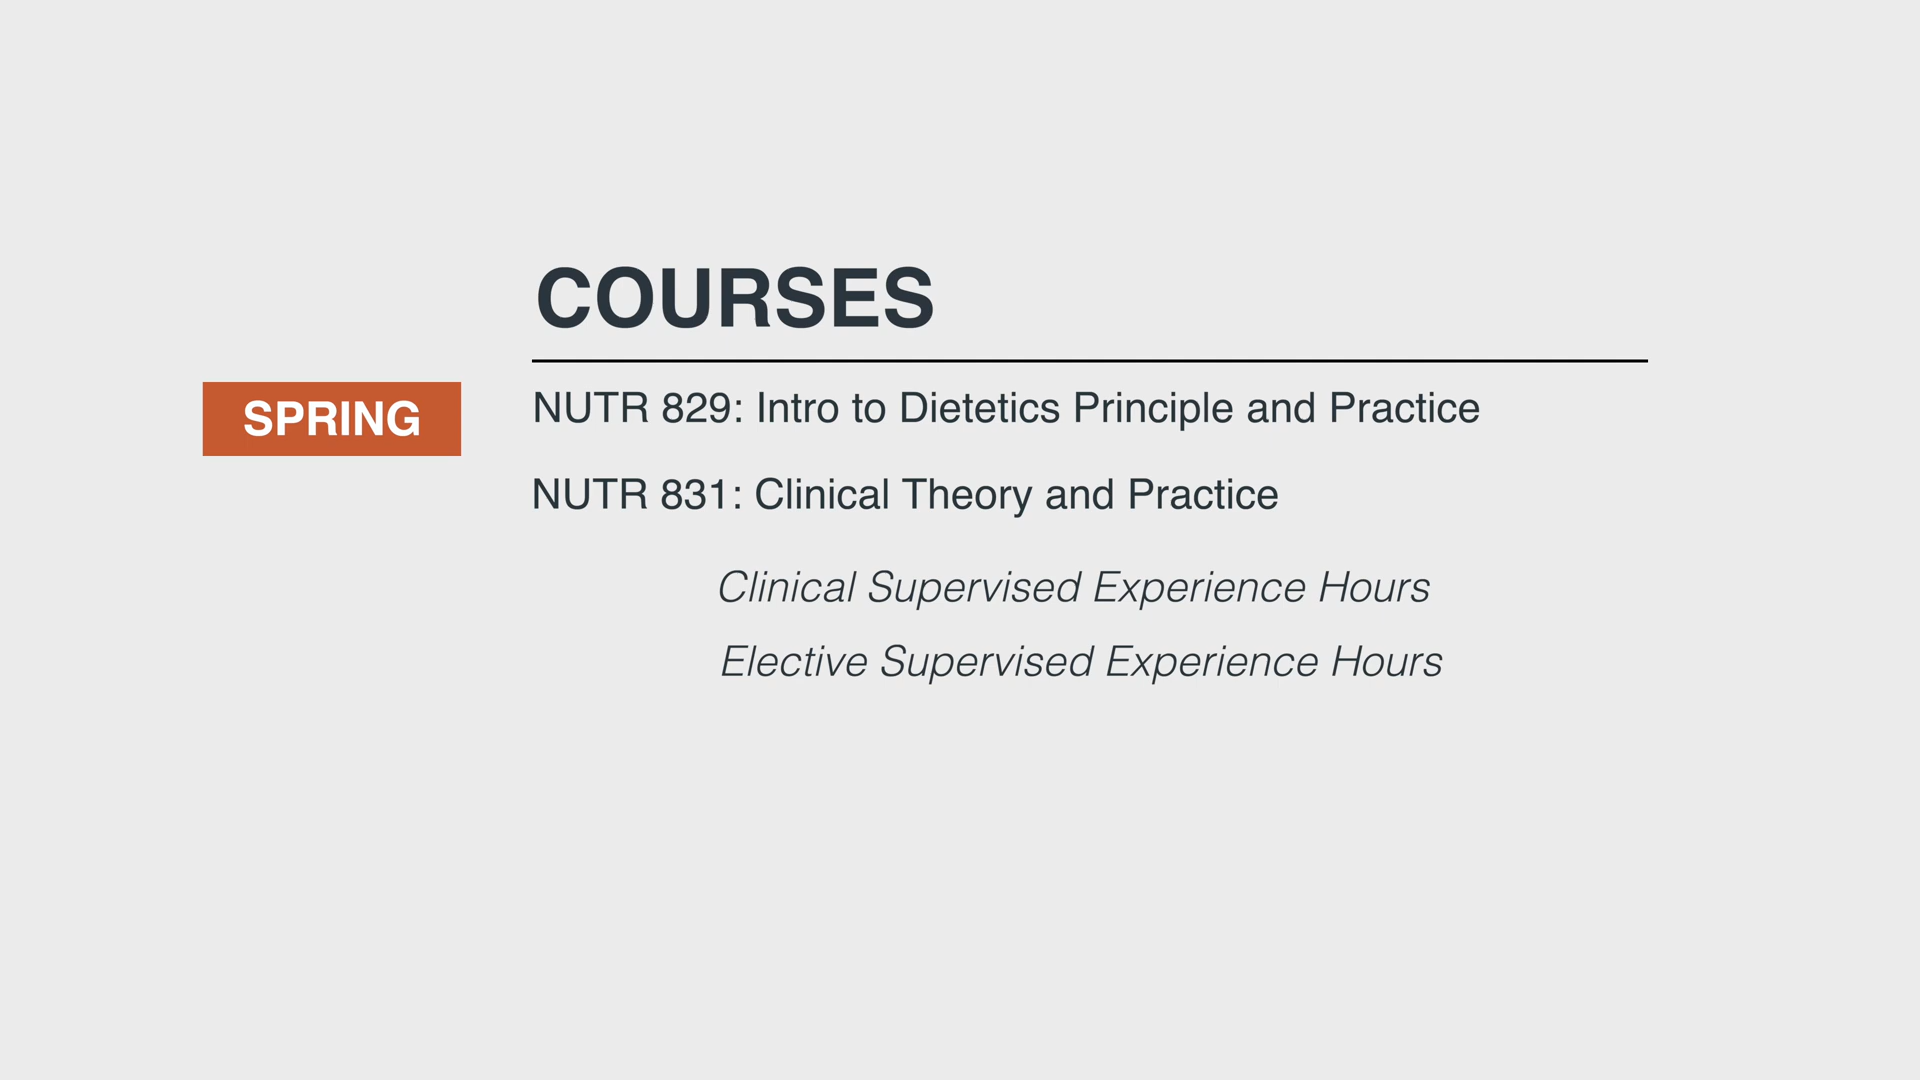 COURSES
SPRING
NUTR 829: Intro to Dietetics Principle and Practice
NUTR 831: Clinical Theory and Practice
Clinical Supervised Experience Hours
Elective Supervised Experience Hours